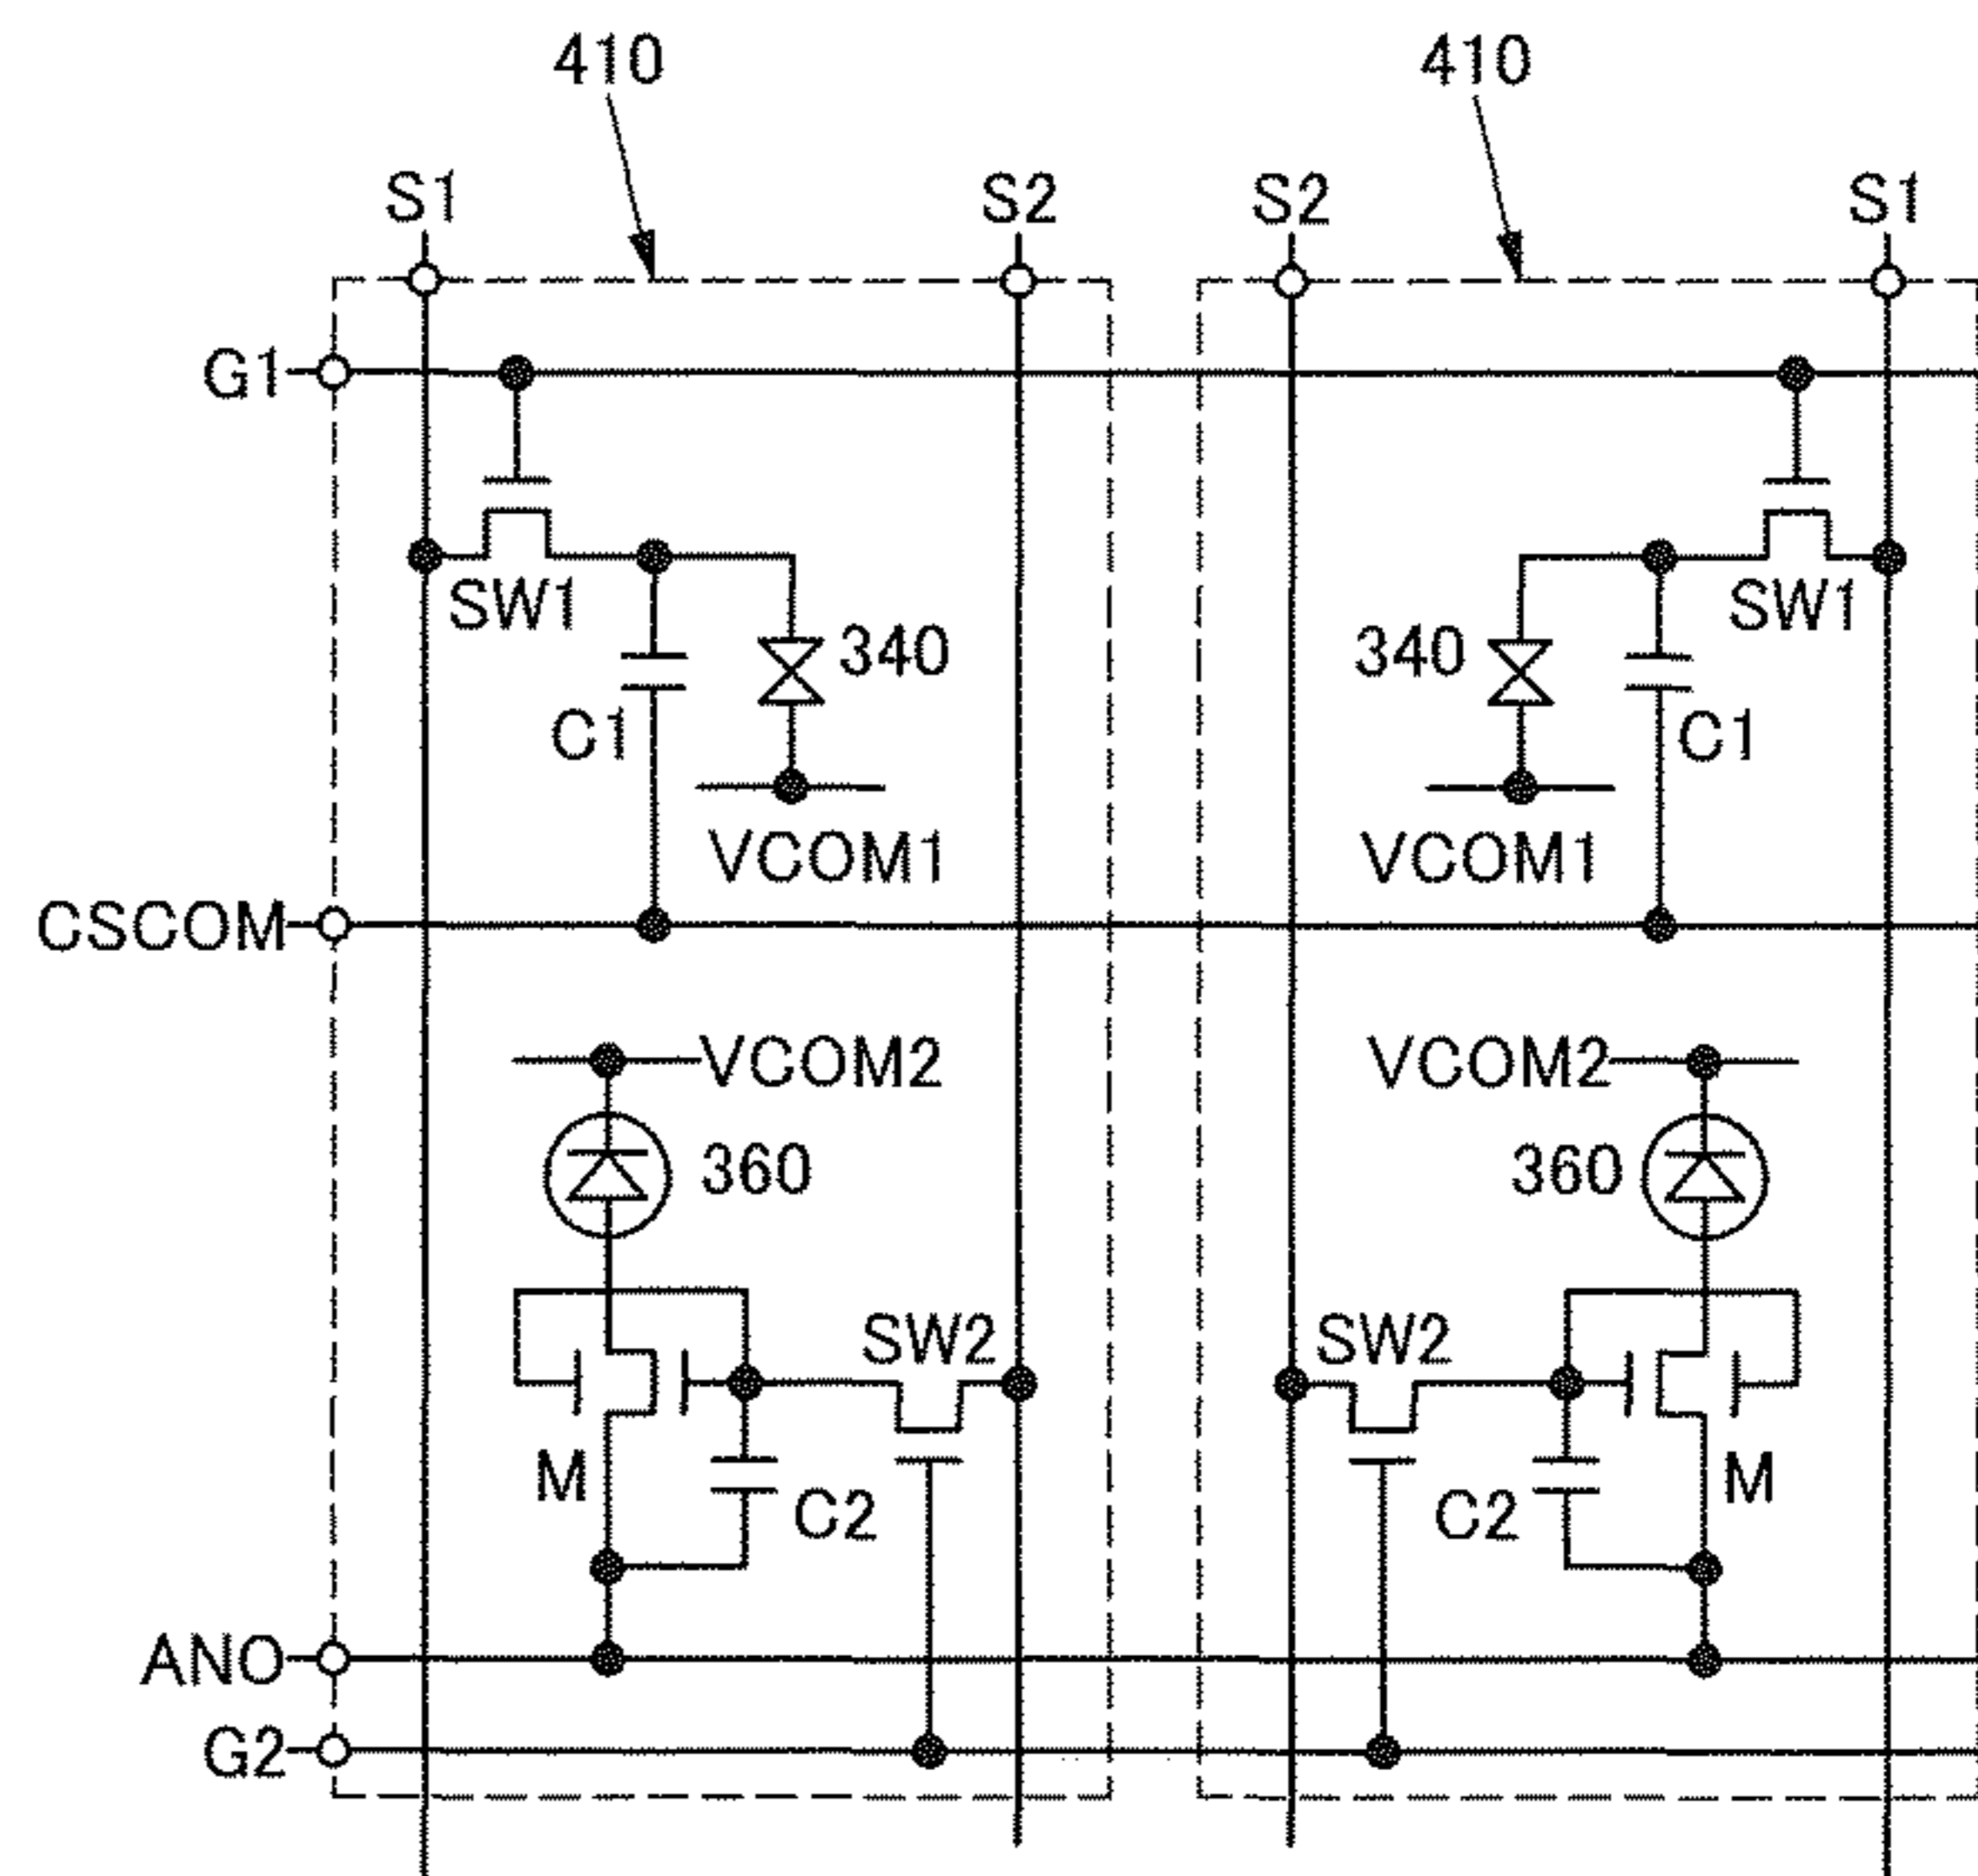 410 410
S1 S2 S2 S1
G1
SW1 SW1
340 340
C1 C1
VCOM1 VCOM1
CSCOM
VCOM2 VCOM2
360 360
SW2 SW2
M C2 C2 M
ANO
G2